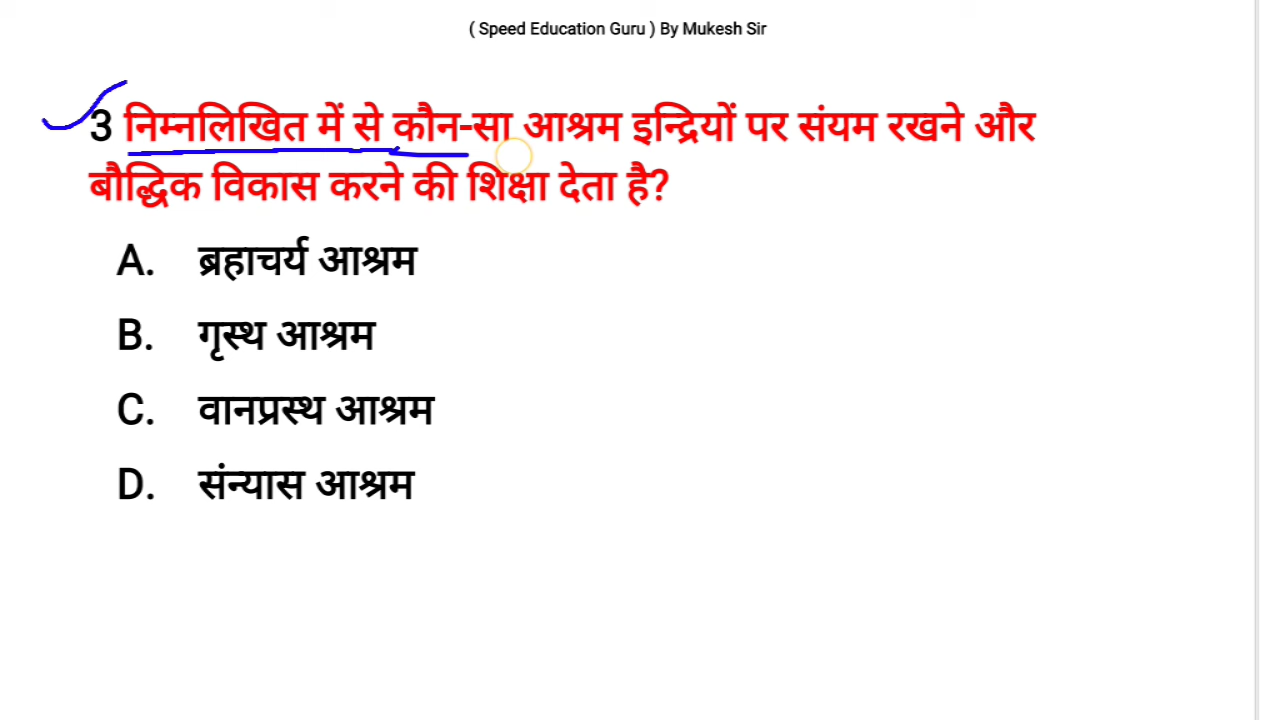 ( Speed Education Guru ) By Mukesh Sir
3 निम्नलिखित में से कौन-सा आश्रम इन्द्रियों पर संयम रखने और
बौद्धिक विकास करने की शिक्षा देता है?
A. ब्रहाचर्य आश्रम
B. गृस्थ आश्रम
C. वानप्रस्थ आश्रम
D. संन्यास आश्रम